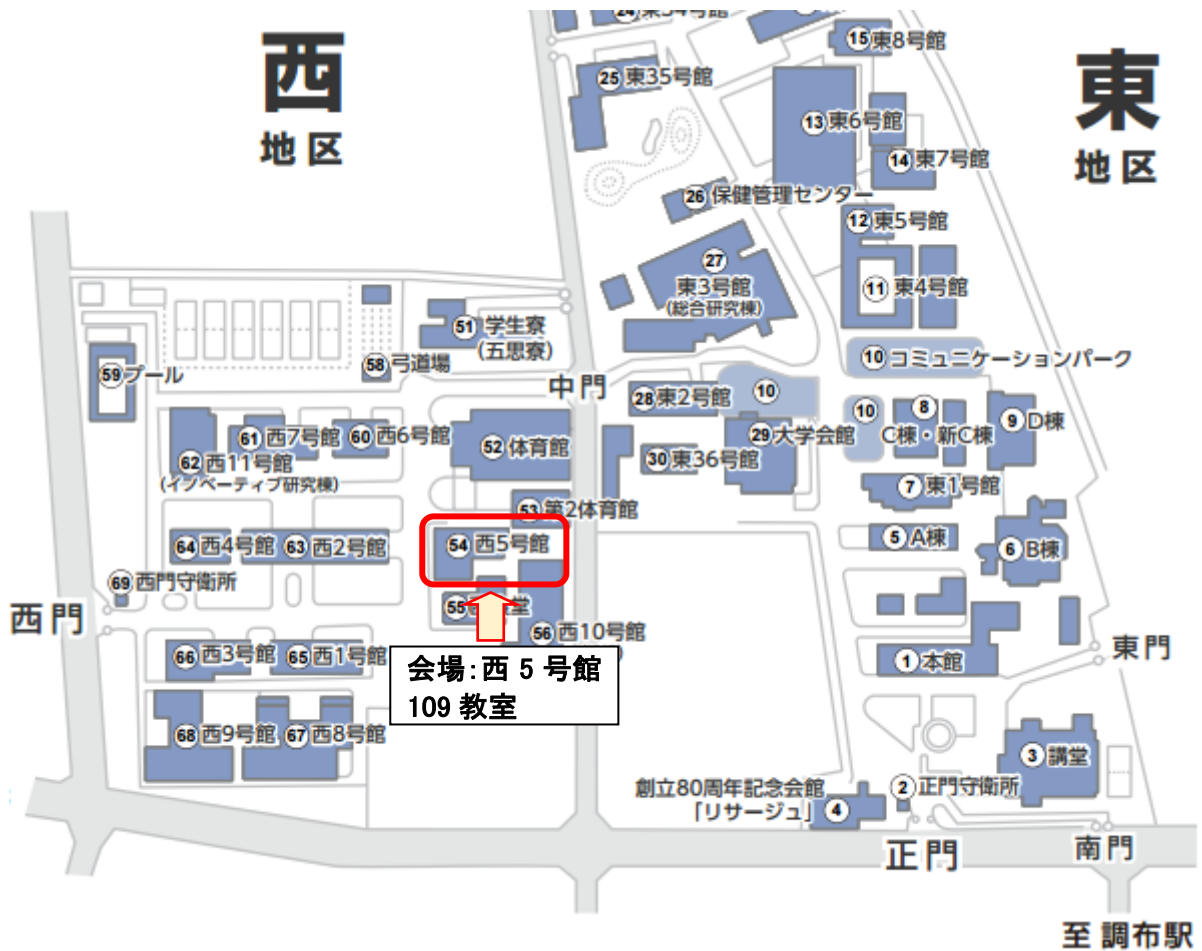 西
地区
東
地区
24 東34号館
15 東8号館
25 東35号館
13 東6号館
14 東7号館
26 保健管理センター
12 東5号館
27
東3号館
(総合研究棟)
11 東4号館
51 学生寮
(五思寮)
58 弓道場
59 プール
中門
10 コミュニケーションパーク
28 東2号館
10
10
8
C棟・新C棟
9 D棟
61 西7号館
60 西6号館
52 体育館
29 大学会館
62 西11号館
(イノベーティブ研究棟)
30 東36号館
7 東1号館
53 第2体育館
64 西4号館
63 西2号館
54 西5号館
5 A棟
6 B棟
69 西門守衛所
西門
55
堂
56 西10号館
66 西3号館
65 西1号館
会場:西 5 号館
109 教室
1 本館
東門
68 西9号館
67 西8号館
3 講堂
創立80周年記念会館
「リサージュ」
4
2 正門守衛所
正門
南門
至 調布駅